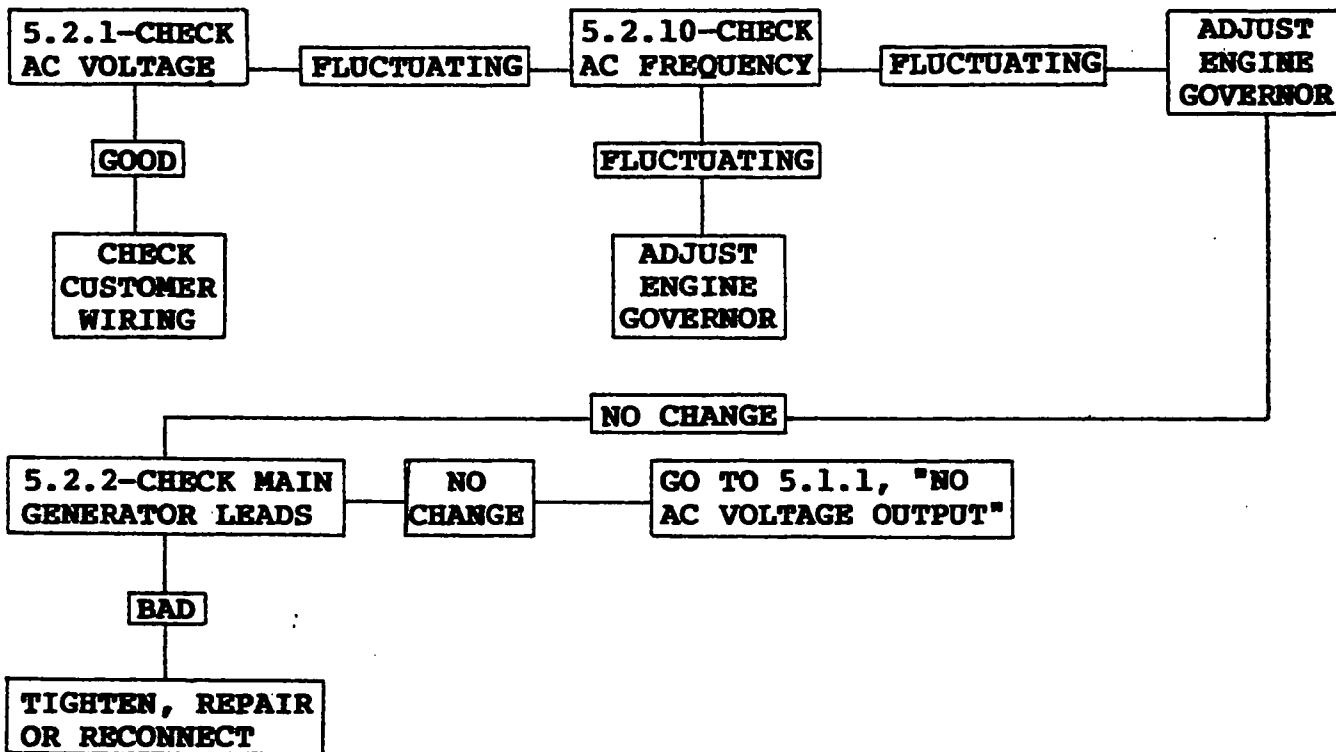 5.2.1-CHECK
AC VOLTAGE
FLUCTUATING
5.2.10-CHECK
AC FREQUENCY
FLUCTUATING
ADJUST
ENGINE
GOVERNOR
GOOD
FLUCTUATING
CHECK
CUSTOMER
WIRING
ADJUST
ENGINE
GOVERNOR
NO CHANGE
5.2.2-CHECK MAIN
GENERATOR LEADS
NO
CHANGE
GO TO 5.1.1, "NO
AC VOLTAGE OUTPUT"
BAD
TIGHTEN, REPAIR
OR RECONNECT